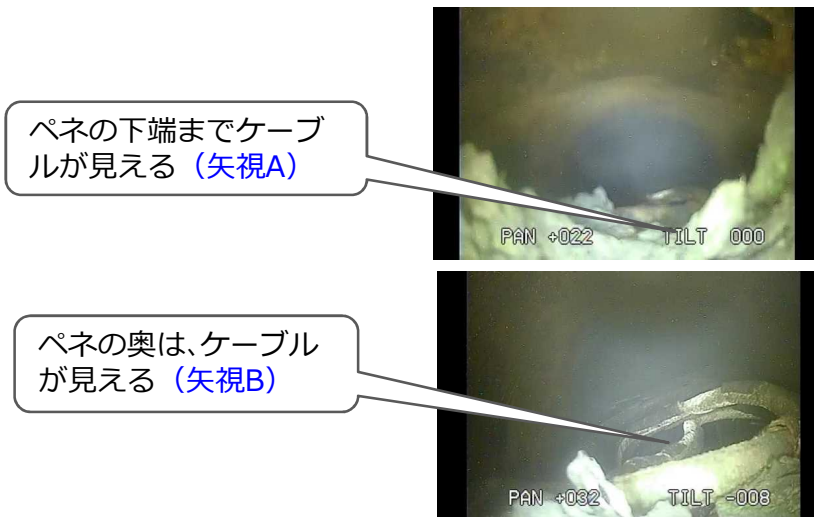 ペネの下端までケーブ
ルが見える（矢視A）
PAN +022 TILT 000
ペネの奥は、ケーブル
が見える（矢視B）
PAN +032 TILT -008